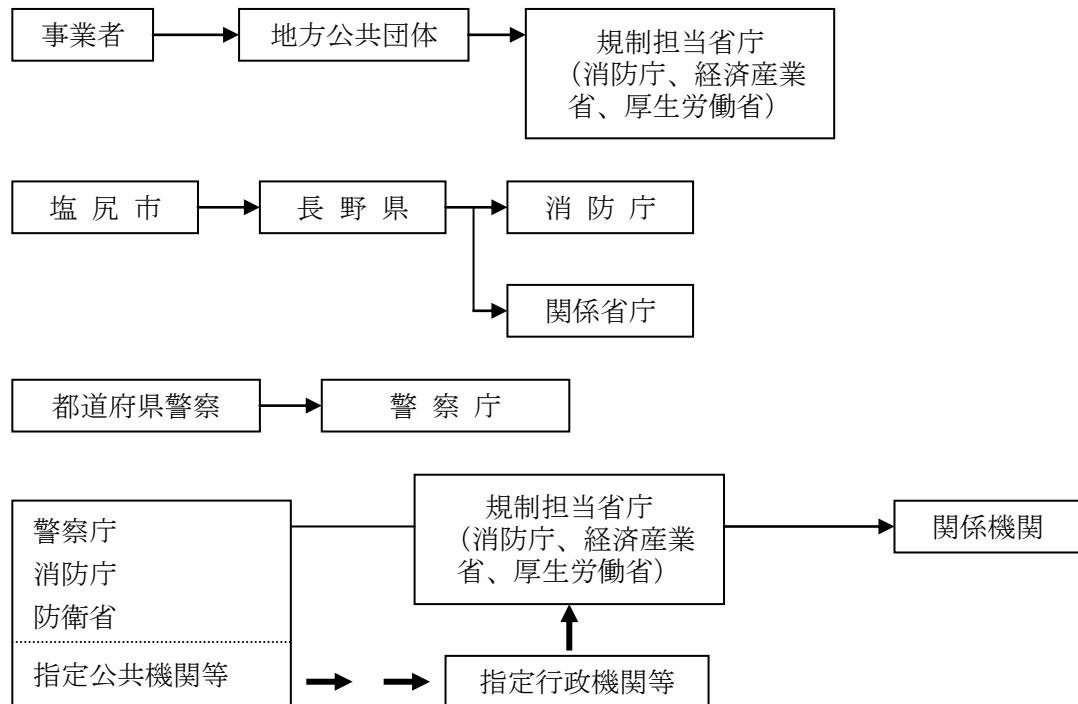 事業者
地方公共団体
規制担当省庁
（消防庁、経済産業
省、厚生労働省）
塩 尻 市
長 野 県
消 防 庁
関係省庁
都道府県警察
警 察 庁
警察庁
消防庁
防衛省
指定公共機関等
規制担当省庁
（消防庁、経済産業
省、厚生労働省）
関係機関
指定行政機関等